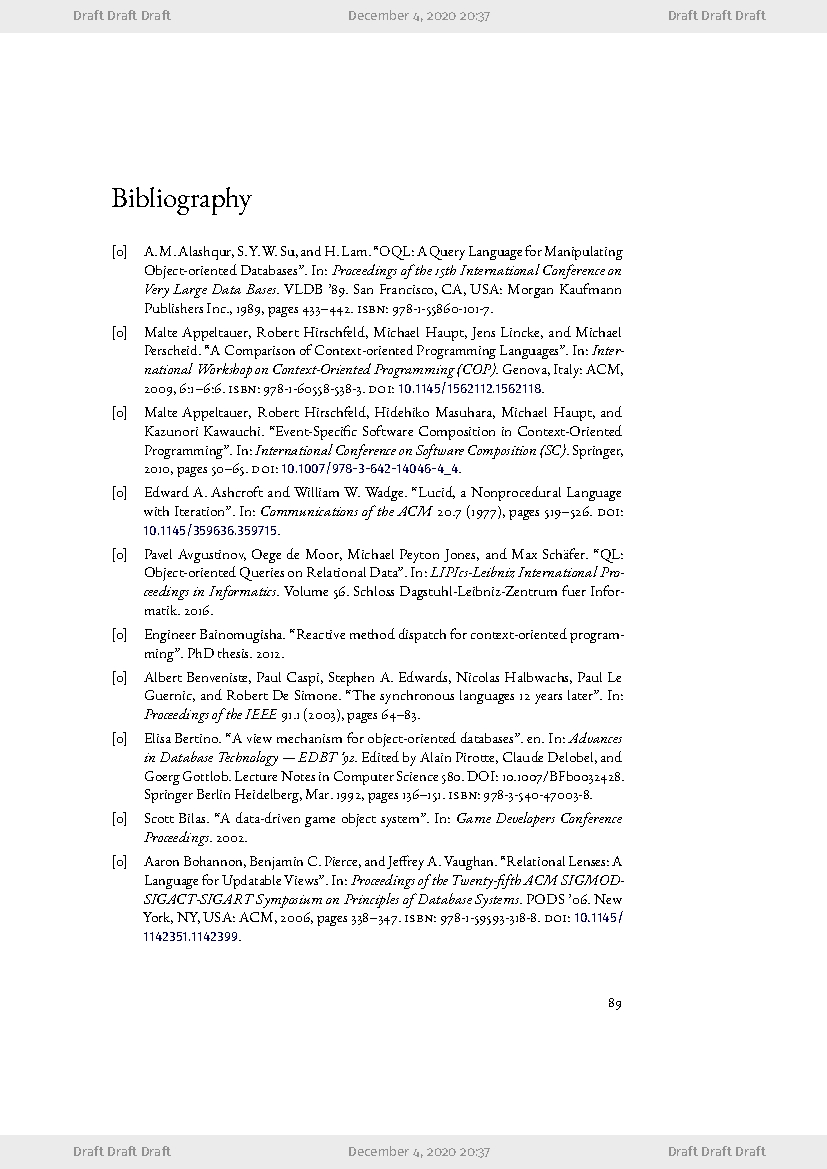 Draft Draft Draft December 4, 2020 20:37 Draft Draft Draft
Bibliography
[0] A. M. Alashqur, S. Y. W. Su, and H. Lam. “OQL: A Query Language for Manipulating
Object-oriented Databases”. In: Proceedings of the 15th International Conference on
Very Large Data Bases. VLDB ’89. San Francisco, CA, USA: Morgan Kaufmann
Publishers Inc., 1989, pages 433–442. ISBN: 978-1-55860-101-7.
[0] Malte Appeltauer, Robert Hirschfeld, Michael Haupt, Jens Lincke, and Michael
Perscheid. “A Comparison of Context-oriented Programming Languages”. In: Inter-
national Workshop on Context-Oriented Programming (COP). Genova, Italy: ACM,
2009, 6:1–6:6. ISBN: 978-1-60558-538-3. DOI: 10.1145/1562112.1562118.
[0] Malte Appeltauer, Robert Hirschfeld, Hidehiko Masuhara, Michael Haupt, and
Kazunori Kawauchi. “Event-Specific Software Composition in Context-Oriented
Programming”. In: International Conference on Software Composition (SC). Springer,
2010, pages 50–65. DOI: 10.1007/978-3-642-14046-4_4.
[0] Edward A. Ashcroft and William W. Wadge. “Lucid, a Nonprocedural Language
with Iteration”. In: Communications of the ACM 20.7 (1977), pages 519–526. DOI:
10.1145/359636.359715.
[0] Pavel Avgustinov, Oege de Moor, Michael Peyton Jones, and Max Schäfer. “QL:
Object-oriented Queries on Relational Data”. In: LIPIcs-Leibniz International Pro-
ceedings in Informatics. Volume 56. Schloss Dagstuhl-Leibniz-Zentrum fuer Infor-
matik. 2016.
[0] Engineer Bainomugisha. “Reactive method dispatch for context-oriented program-
ming”. PhD thesis. 2012.
[0] Albert Benveniste, Paul Caspi, Stephen A. Edwards, Nicolas Halbwachs, Paul Le
Guernic, and Robert De Simone. “The synchronous languages 12 years later”. In:
Proceedings of the IEEE 91.1 (2003), pages 64–83.
[0] Elisa Bertino. “A view mechanism for object-oriented databases”. en. In: Advances
in Database Technology — EDBT ’92. Edited by Alain Pirotte, Claude Delobel, and
Goerg Gottlob. Lecture Notes in Computer Science 580. DOI: 10.1007/BFb0032428.
Springer Berlin Heidelberg, Mar. 1992, pages 136–151. ISBN: 978-3-540-47003-8.
[0] Scott Bilas. “A data-driven game object system”. In: Game Developers Conference
Proceedings. 2002.
[0] Aaron Bohannon, Benjamin C. Pierce, and Jeffrey A. Vaughan. “Relational Lenses: A
Language for Updatable Views”. In: Proceedings of the Twenty-fifth ACM SIGMOD-
SIGACT-SIGART Symposium on Principles of Database Systems. PODS ’06. New
York, NY, USA: ACM, 2006, pages 338–347. ISBN: 978-1-59593-318-8. DOI: 10.1145/
1142351.1142399.
89
Draft Draft Draft December 4, 2020 20:37 Draft Draft Draft